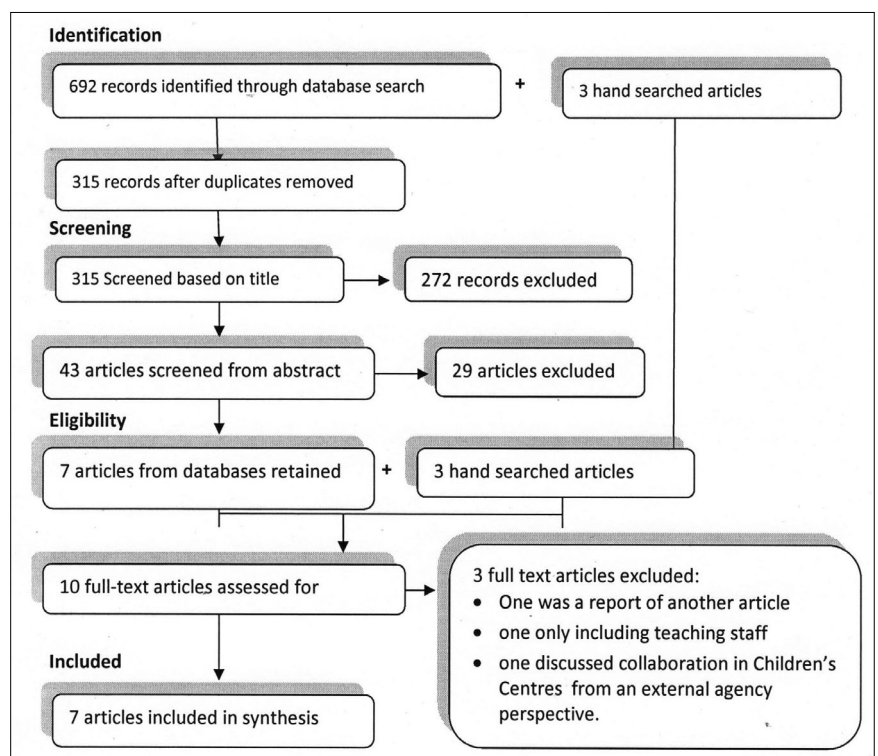 Identification
692 records identified through database search
+
3 hand searched articles
315 records after duplicates removed
Screening
315 Screened based on title
272 records excluded
43 articles screened from abstract
29 articles excluded
Eligibility
7 articles from databases retained
+
3 hand searched articles
10 full-text articles assessed for
3 full text articles excluded:
• One was a report of another article
• one only including teaching staff
• one discussed collaboration in Children's
Centres from an external agency
perspective.
Included
7 articles included in synthesis